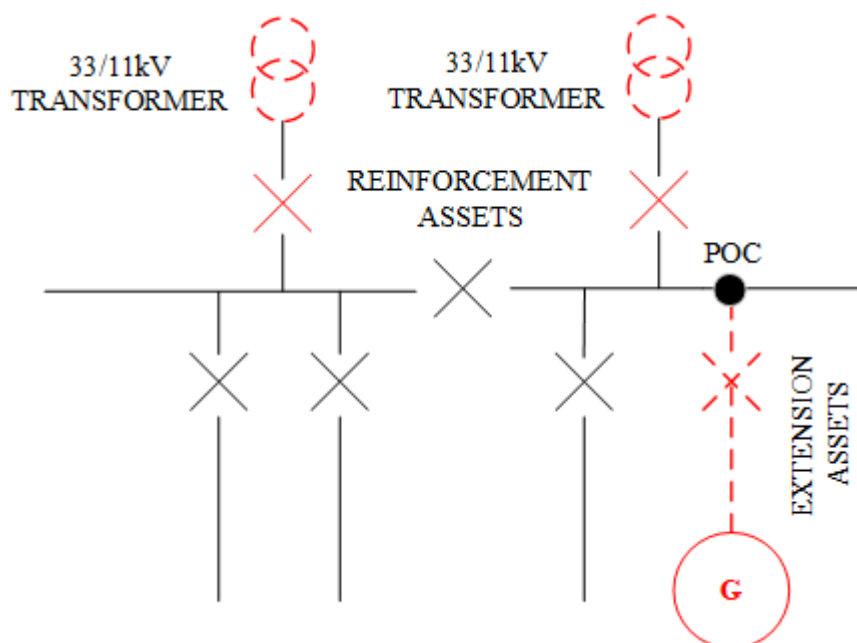 33/11kV
TRANSFORMER
33/11kV
TRANSFORMER
REINFORCEMENT
ASSETS
POC
EXTENSION
ASSETS
G